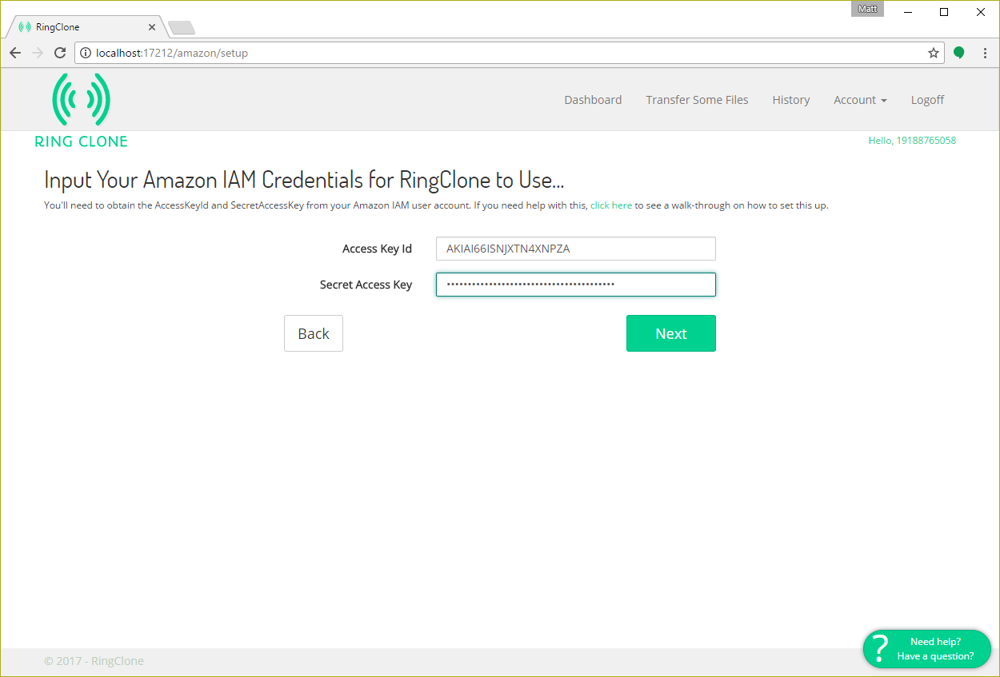 Matt
RingClone
localhost:17212/amazon/setup
Dashboard Transfer Some Files History Account Logoff
RING CLONE
Hello, 19188765058
Input Your Amazon IAM Credentials for RingClone to Use...
You'll need to obtain the AccessKeyId and SecretAccessKey from your Amazon IAM user account. If you need help with this, click here to see a walk-through on how to set this up.
Access Key Id AKIAI66ISNJXTN4XNPZA
Secret Access Key ••••••••••••••••••••••••••••••••••••••••
Back Next
Need help?
Have a question?
© 2017 - RingClone